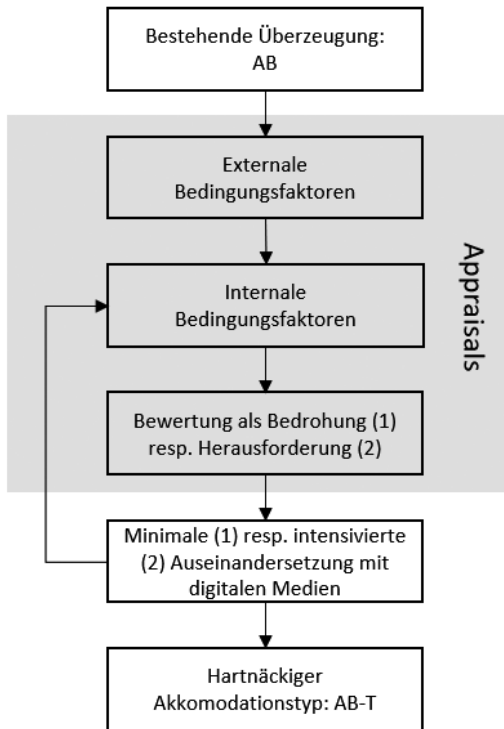 Bestehende Überzeugung:
AB
Externale
Bedingungsfaktoren
Internale
Bedingungsfaktoren
Bewertung als Bedrohung (1)
resp. Herausforderung (2)
Appraisals
Minimale (1) resp. intensivierte
(2) Auseinandersetzung mit
digitalen Medien
Hartnäckiger
Akkomodationstyp: AB-T